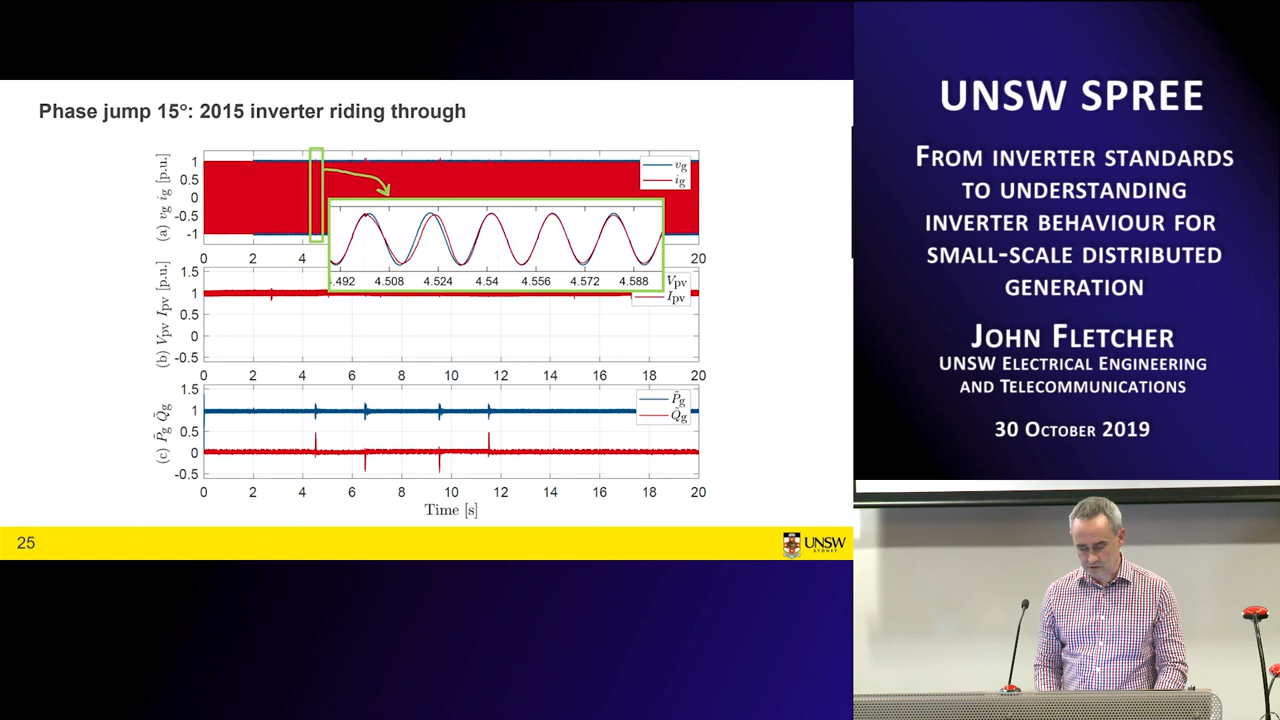 Phase jump 15°: 2015 inverter riding through
(a) vg ig [p.u.]
1
0.5
0
-0.5
-1
vg
ig
0
20
.492 4.508 4.524 4.54 4.556 4.572 4.588
(b) Vpv Ipv [p.u.]
1.5
1
0.5
0
-0.5
Vpv
Ipv
0 2 4 6 8 10 12 14 16 18 20
(c) P̃g Q̃g
1.5
1
0.5
0
-0.5
P̃g
Q̃g
0 2 4 6 8 10 12 14 16 18 20
Time [s]
25
UNSW
SYDNEY
UNSW SPREE
From inverter standards
to understanding
inverter behaviour for
small-scale distributed
generation
John Fletcher
UNSW Electrical Engineering
and Telecommunications
30 October 2019